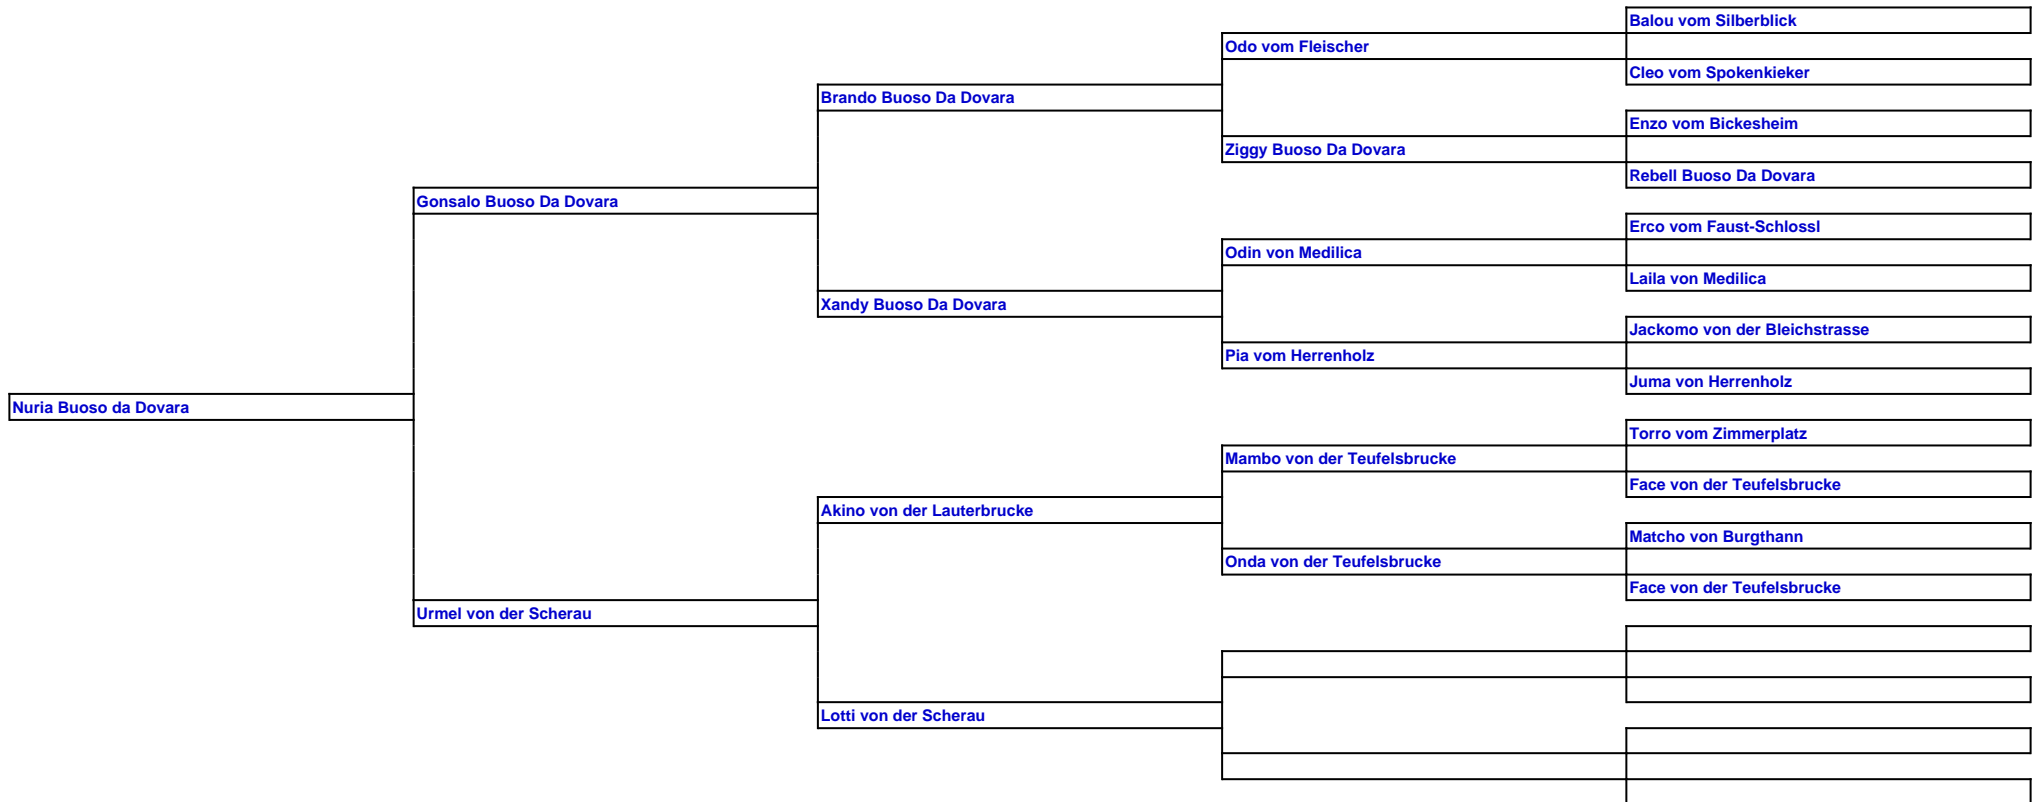 Balou vom Silberblick
Odo vom Fleischer
Cleo vom Spokenkieker
Brando Buoso Da Dovara
Enzo vom Bickesheim
Ziggy Buoso Da Dovara
Rebell Buoso Da Dovara
Gonsalo Buoso Da Dovara
Erco vom Faust-Schlossl
Odin von Medilica
Laila von Medilica
Xandy Buoso Da Dovara
Jackomo von der Bleichstrasse
Pia vom Herrenholz
Juma von Herrenholz
Nuria Buoso da Dovara
Torro vom Zimmerplatz
Mambo von der Teufelsbrucke
Face von der Teufelsbrucke
Akino von der Lauterbrucke
Matcho von Burgthann
Onda von der Teufelsbrucke
Face von der Teufelsbrucke
Urmel von der Scherau
Lotti von der Scherau